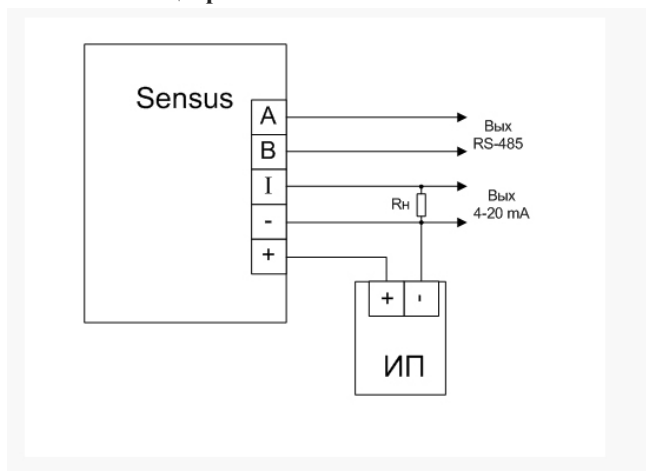 Sensus
A
B
I
-
+
Вых
RS-485
Rн
Вых
4-20 mA
+ -
ИП